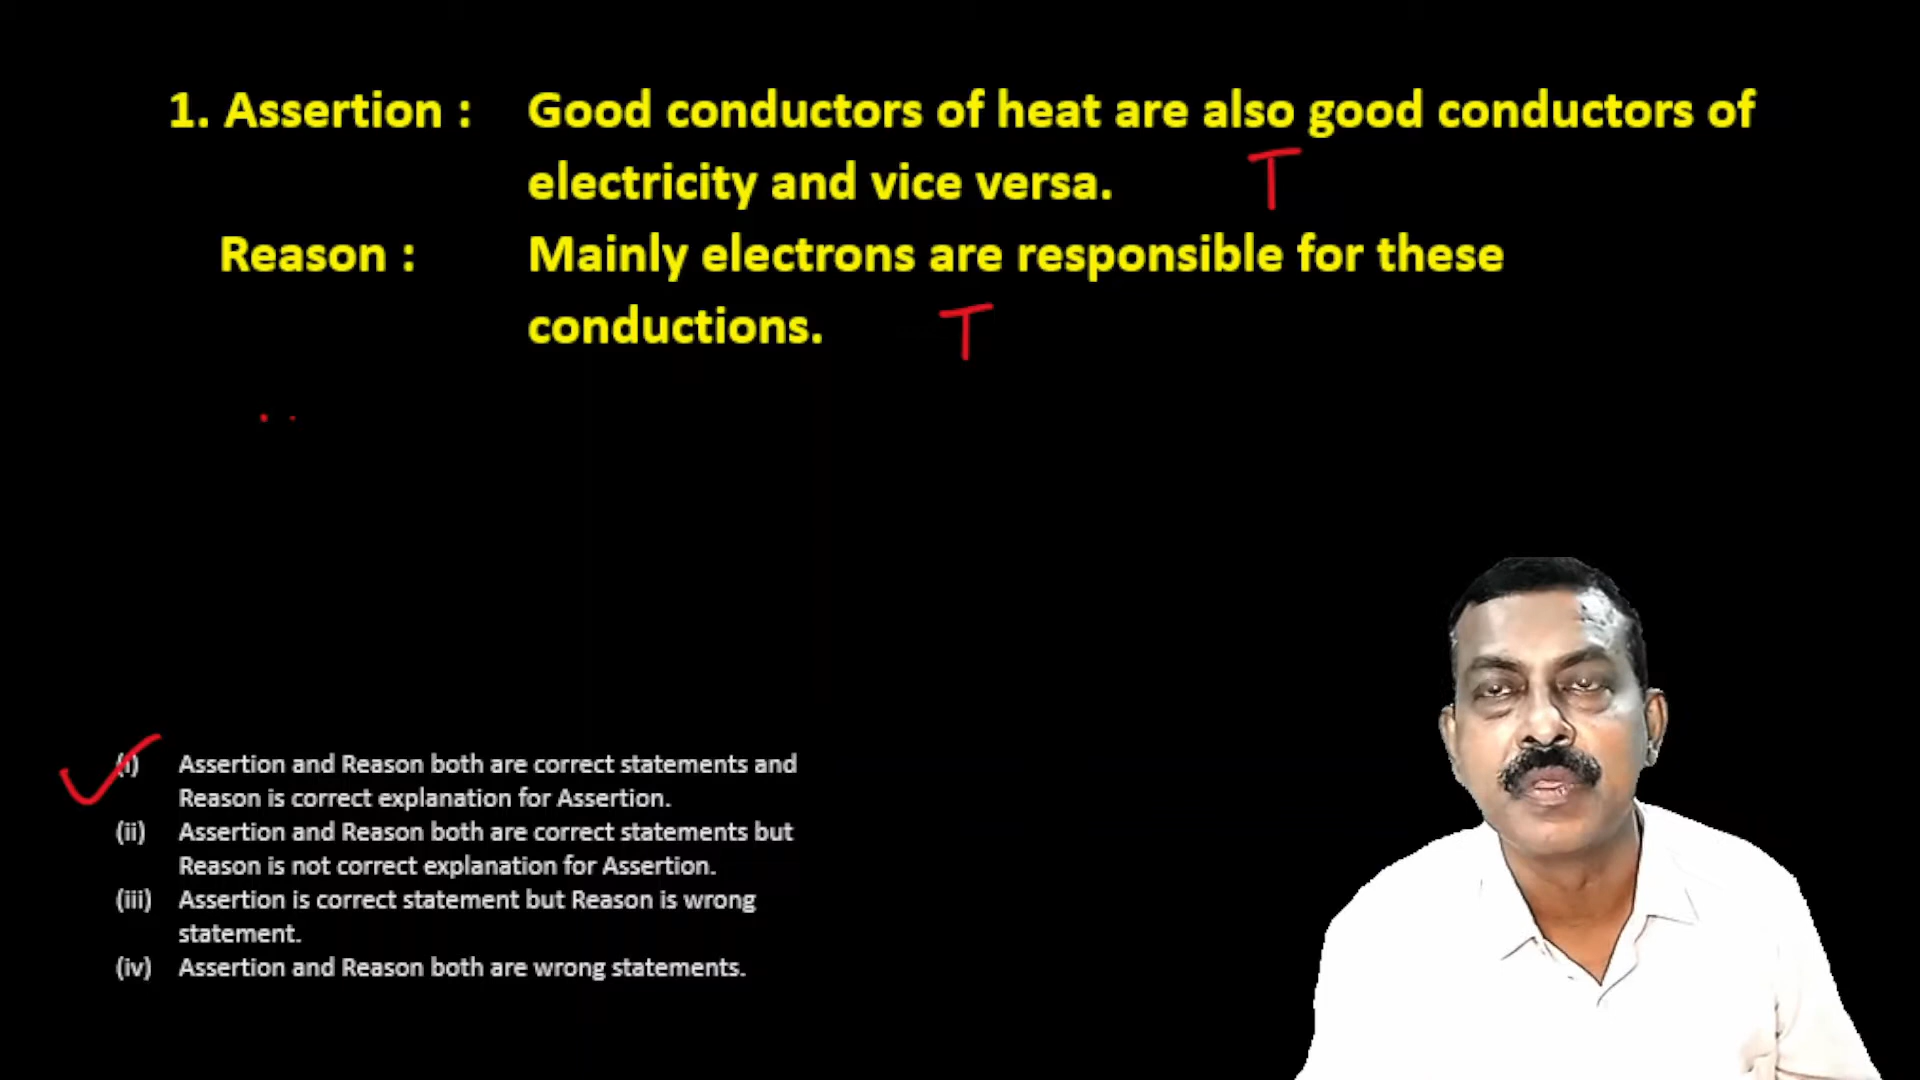 1. Assertion : Good conductors of heat are also good conductors of
electricity and vice versa. T
Reason : Mainly electrons are responsible for these
conductions. T
(i) Assertion and Reason both are correct statements and
Reason is correct explanation for Assertion.
(ii) Assertion and Reason both are correct statements but
Reason is not correct explanation for Assertion.
(iii) Assertion is correct statement but Reason is wrong
statement.
(iv) Assertion and Reason both are wrong statements.